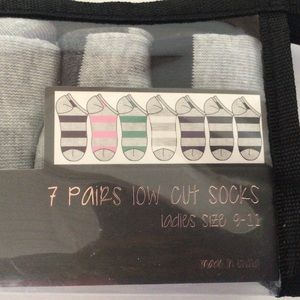 7 pairs low cut socks
ladies size 9-11
made in china